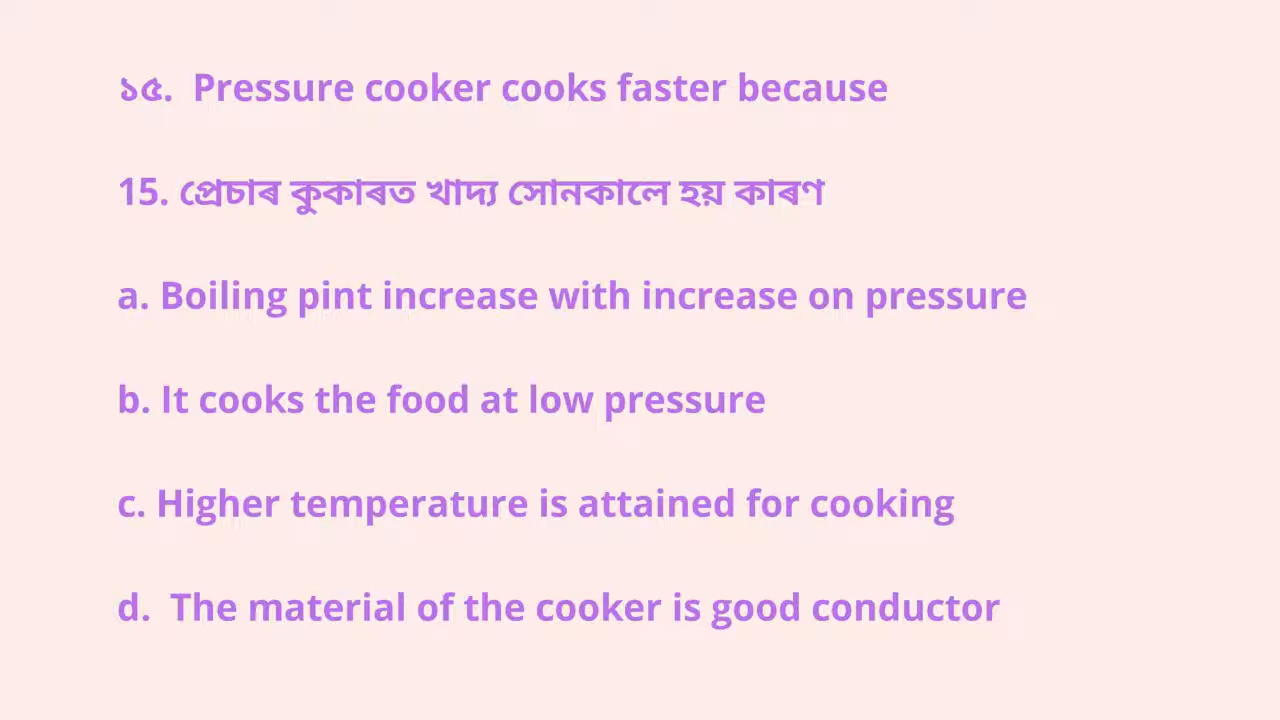 ১৫. Pressure cooker cooks faster because
15. প্ৰেচাৰ কুকাৰত খাদ্য সোনকালে হয় কাৰণ
a. Boiling pint increase with increase on pressure
b. It cooks the food at low pressure
c. Higher temperature is attained for cooking
d. The material of the cooker is good conductor